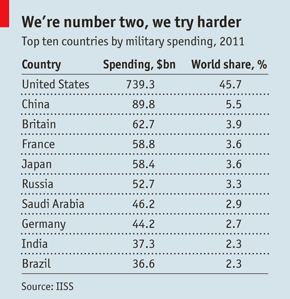 We're number two, we try harder
Top ten countries by military spending, 2011
Country Spending, $bn World share, %
United States 739.3 45.7
China 89.8 5.5
Britain 62.7 3.9
France 58.8 3.6
Japan 58.4 3.6
Russia 52.7 3.3
Saudi Arabia 46.2 2.9
Germany 44.2 2.7
India 37.3 2.3
Brazil 36.6 2.3
Source: IISS